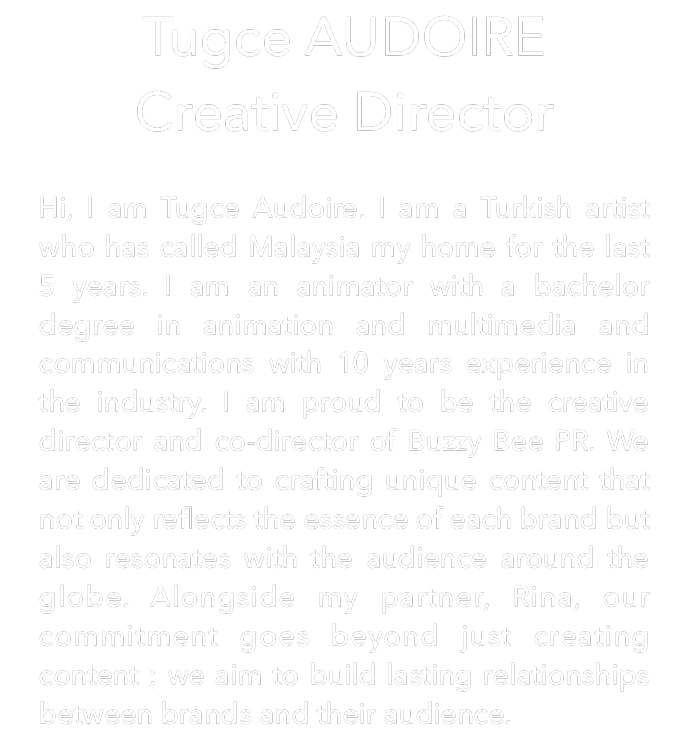 Tugce AUDOIRE
Creative Director
Hi, I am Tugce Audoire. I am a Turkish artist
who has called Malaysia my home for the last
5 years. I am an animator with a bachelor
degree in animation and multimedia and
communications with 10 years experience in
the industry. I am proud to be the creative
director and co-director of Buzzy Bee PR. We
are dedicated to crafting unique content that
not only reflects the essence of each brand but
also resonates with the audience around the
globe. Alongside my partner, Rina, our
commitment goes beyond just creating
content ; we aim to build lasting relationships
between brands and their audience.